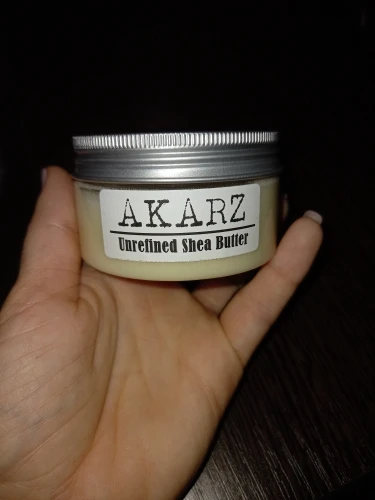 AKARZ
Unrefined Shea Butter